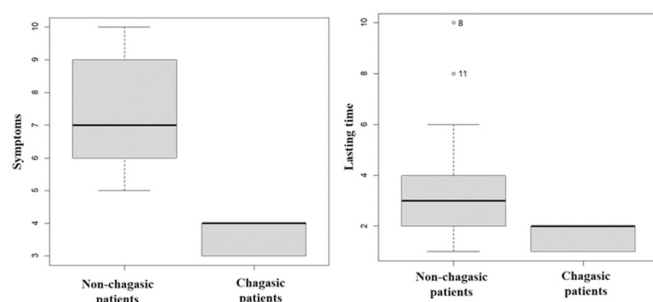 Symptoms
10
9
8
7
6
5
4
3
Non-chagasic
patients
Chagasic
patients
Lasting time
10
8
6
4
2
8
11
Non-chagasic
patients
Chagasic
patients